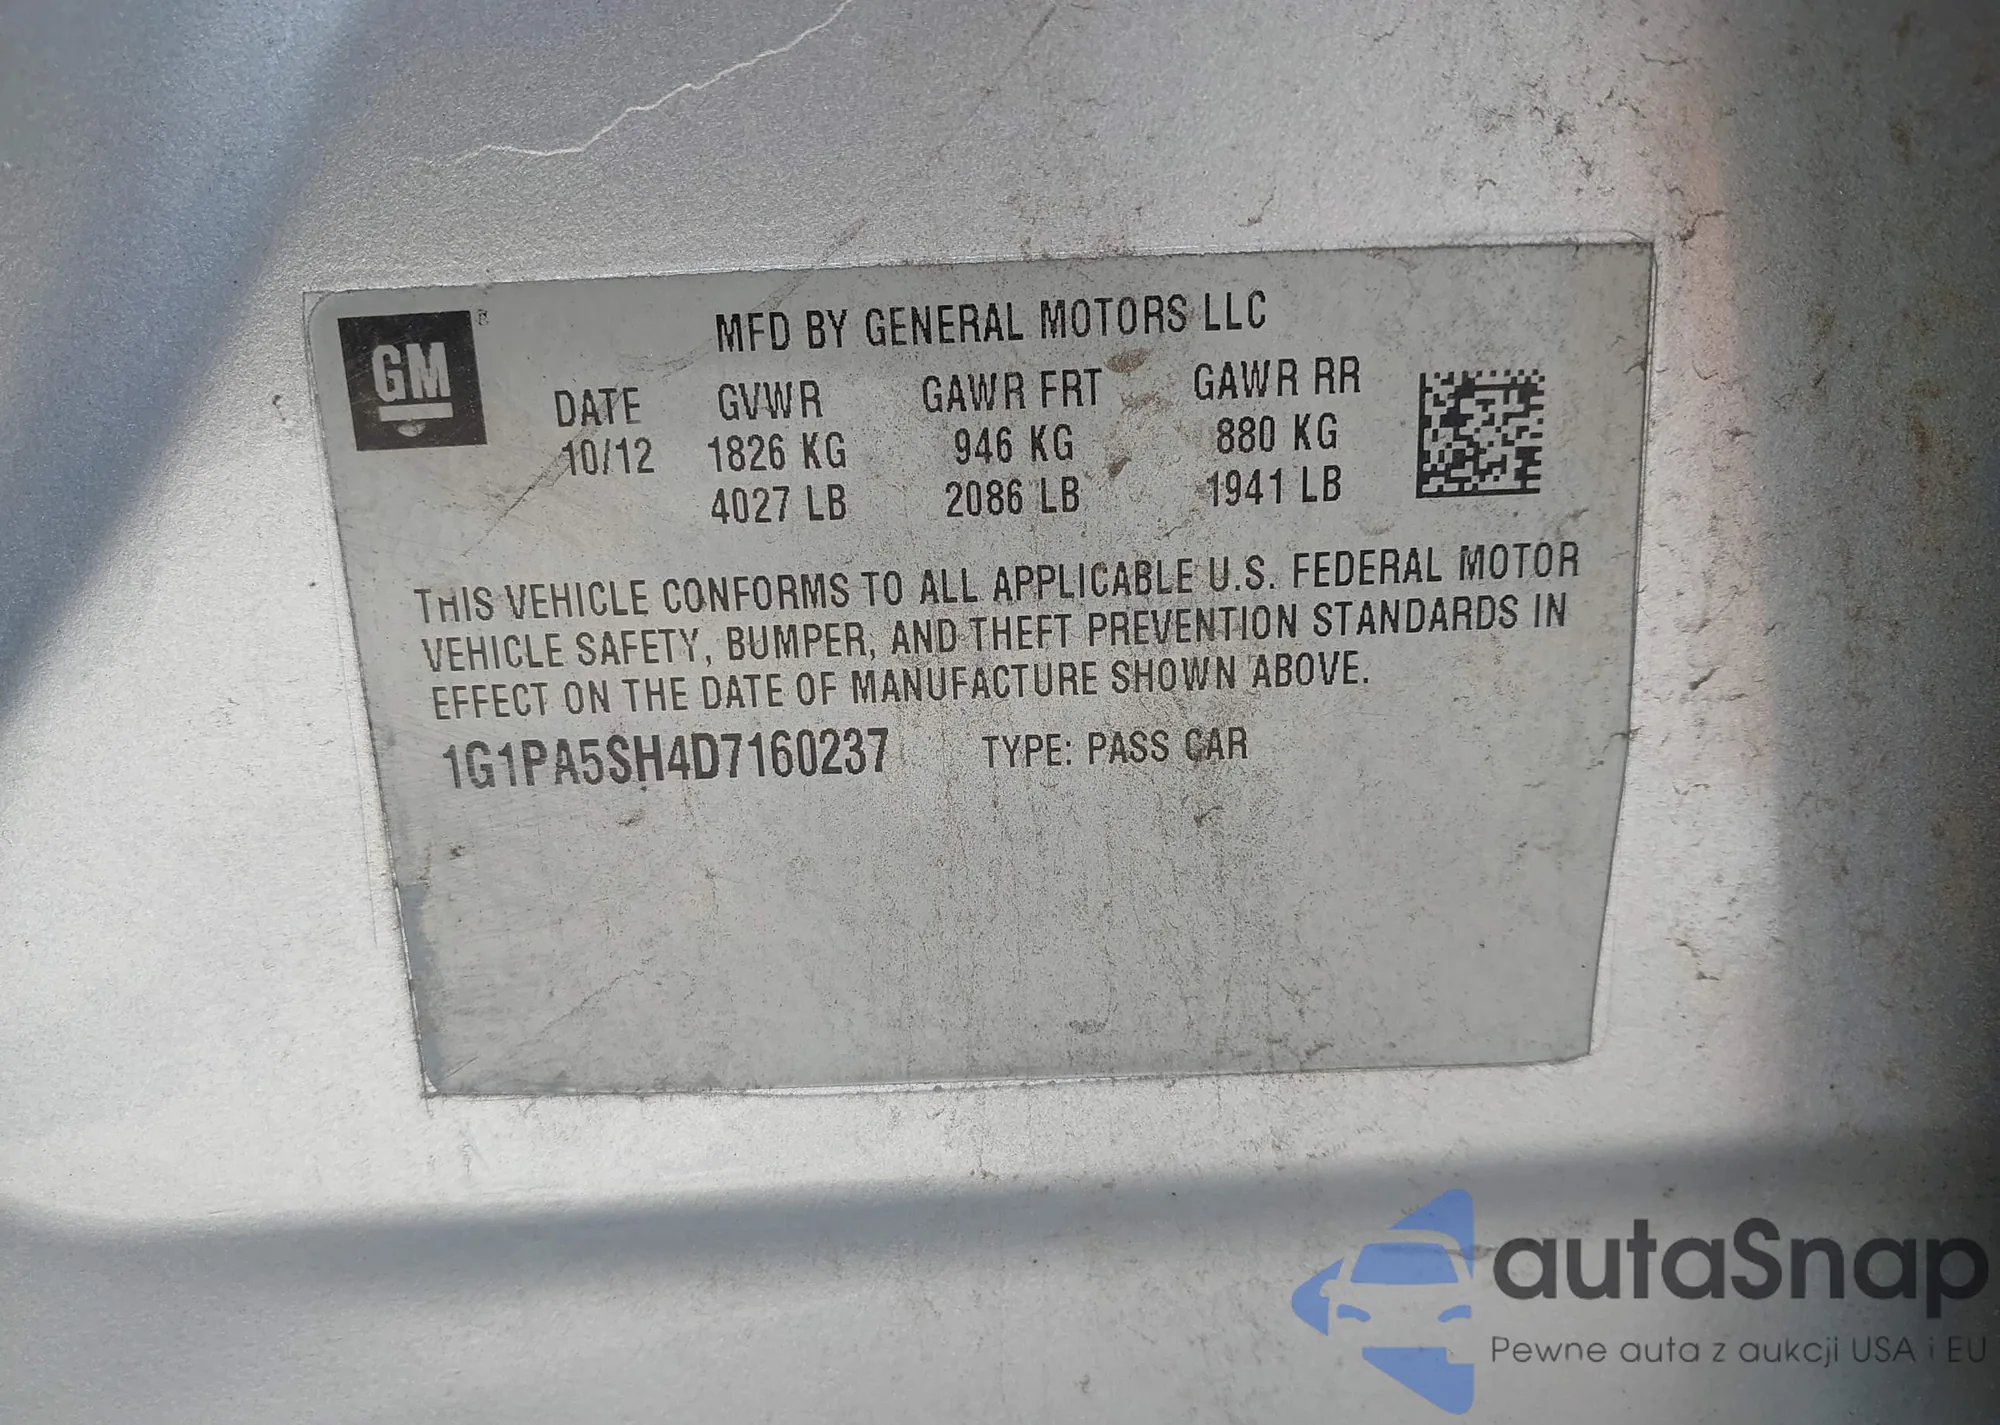 GM ®
MFD BY GENERAL MOTORS LLC
DATE GVWR GAWR FRT GAWR RR
10/12 1826 KG 946 KG 880 KG
4027 LB 2086 LB 1941 LB
THIS VEHICLE CONFORMS TO ALL APPLICABLE U.S. FEDERAL MOTOR
VEHICLE SAFETY, BUMPER, AND THEFT PREVENTION STANDARDS IN
EFFECT ON THE DATE OF MANUFACTURE SHOWN ABOVE.
1G1PA5SH4D7160237 TYPE: PASS CAR
autaSnap
Pewne auta z aukcji USA i EU